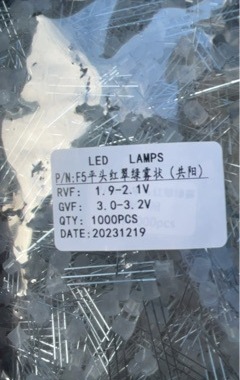 LED LAMPS
P/N:F5平头红翠绿雾状(共阳)
RVF: 1.9-2.1V
GVF: 3.0-3.2V
QTY: 1000PCS
DATE:20231219